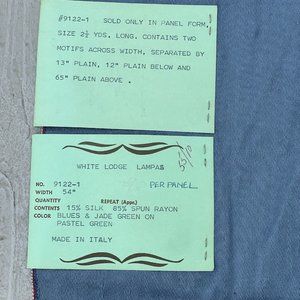 #9122-1 SOLD ONLY IN PANEL FORM,
SIZE 2½ YDS. LONG. CONTAINS TWO
MOTIFS ACROSS WIDTH, SEPARATED BY
13" PLAIN, 12" PLAIN BELOW AND
65" PLAIN ABOVE .
WHITE LODGE LAMPAS
NO. 9122-1 PER PANEL
WIDTH 54"
QUANTITY REPEAT (Appx.)
CONTENTS 15% SILK 85% SPUN RAYON
COLOR BLUES & JADE GREEN ON
PASTEL GREEN
MADE IN ITALY